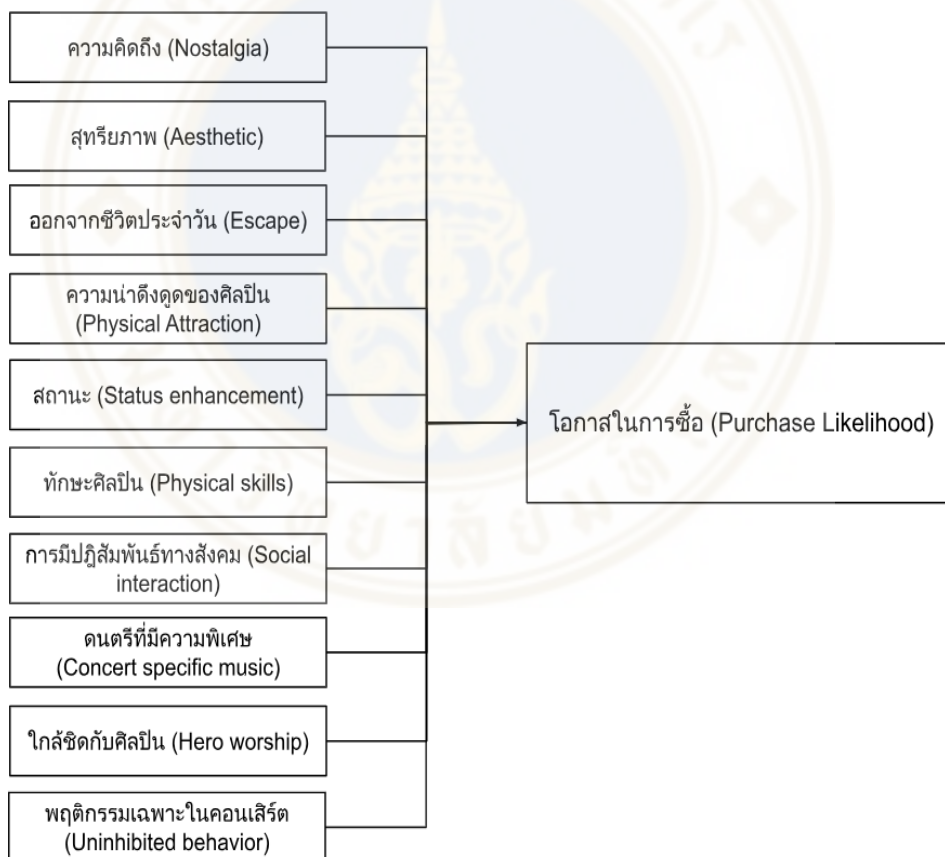 ความคิดถึง (Nostalgia)
สุทรียภาพ (Aesthetic)
ออกจากชีวิตประจำวัน (Escape)
ความน่าดึงดูดของศิลปิน
(Physical Attraction)
สถานะ (Status enhancement)
โอกาสในการซื้อ (Purchase Likelihood)
ทักษะศิลปิน (Physical skills)
การมีปฎิสัมพันธ์ทางสังคม (Social
interaction)
ดนตรีที่มีความพิเศษ
(Concert specific music)
ใกล้ชิดกับศิลปิน (Hero worship)
พฤติกรรมเฉพาะในคอนเสิร์ต
(Uninhibited behavior)